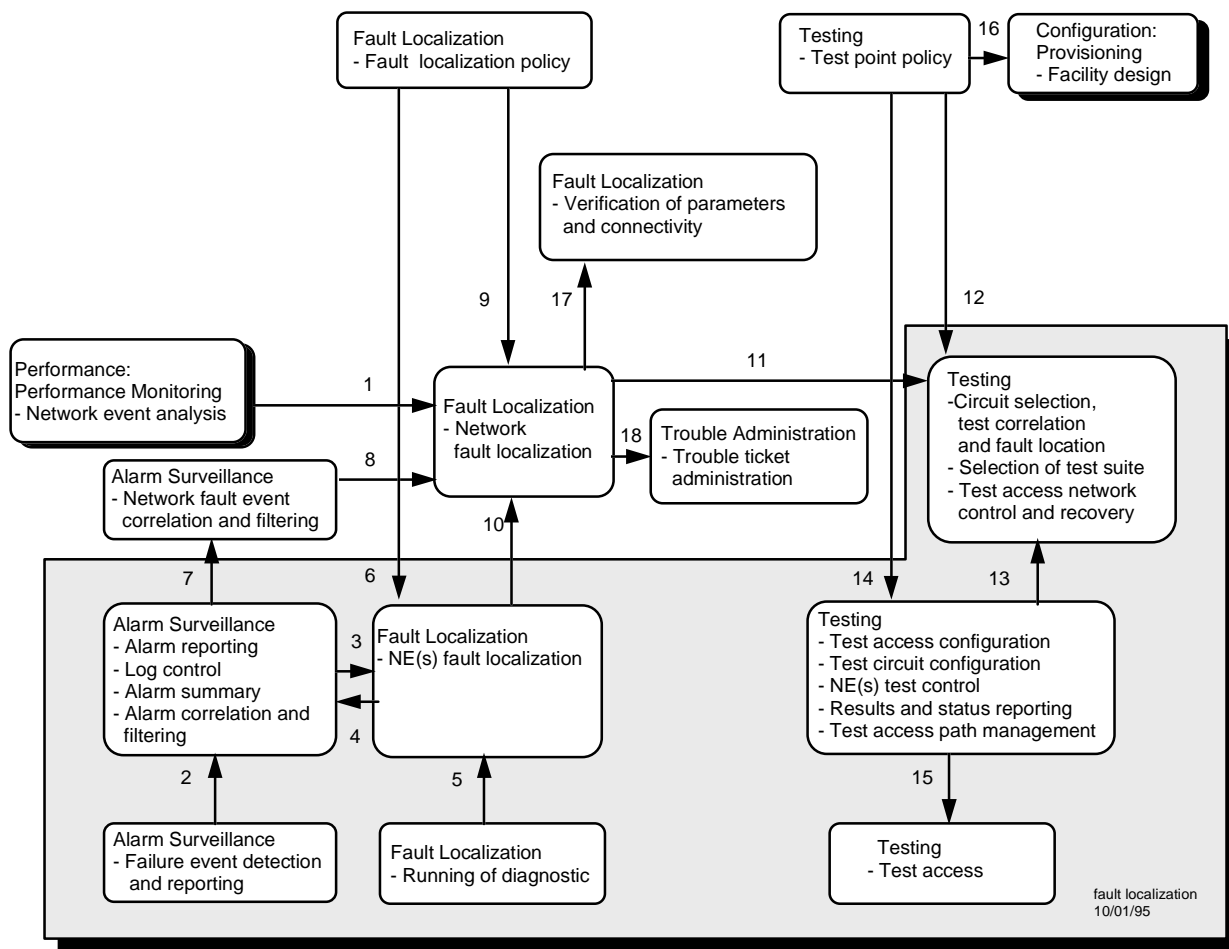 Fault Localization
- Fault localization policy
Testing
- Test point policy
16
Configuration:
Provisioning
- Facility design
Fault Localization
- Verification of parameters
and connectivity
9
17
12
Performance:
Performance Monitoring
- Network event analysis
1
Fault Localization
- Network
fault localization
11
Testing
-Circuit selection,
test correlation
and fault location
- Selection of test suite
- Test access network
control and recovery
18
Trouble Administration
- Trouble ticket
administration
8
Alarm Surveillance
- Network fault event
correlation and filtering
10
7
6
14
13
Alarm Surveillance
- Alarm reporting
- Log control
- Alarm summary
- Alarm correlation and
filtering
3
4
Fault Localization
- NE(s) fault localization
Testing
- Test access configuration
- Test circuit configuration
- NE(s) test control
- Results and status reporting
- Test access path management
2
5
15
Alarm Surveillance
- Failure event detection
and reporting
Fault Localization
- Running of diagnostic
Testing
- Test access
fault localization
10/01/95